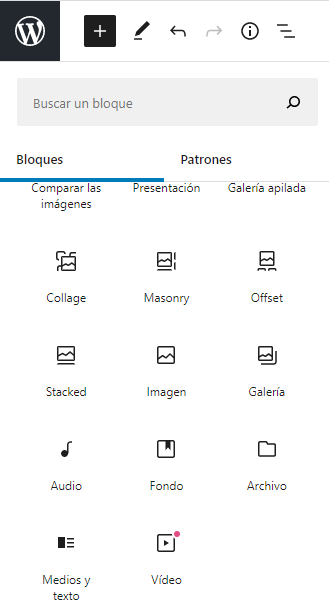 Buscar un bloque
Bloques Patrones
Comparar las imágenes Presentación Galería apilada
Collage Masonry Offset
Stacked Imagen Galería
Audio Fondo Archivo
Medios y texto Vídeo